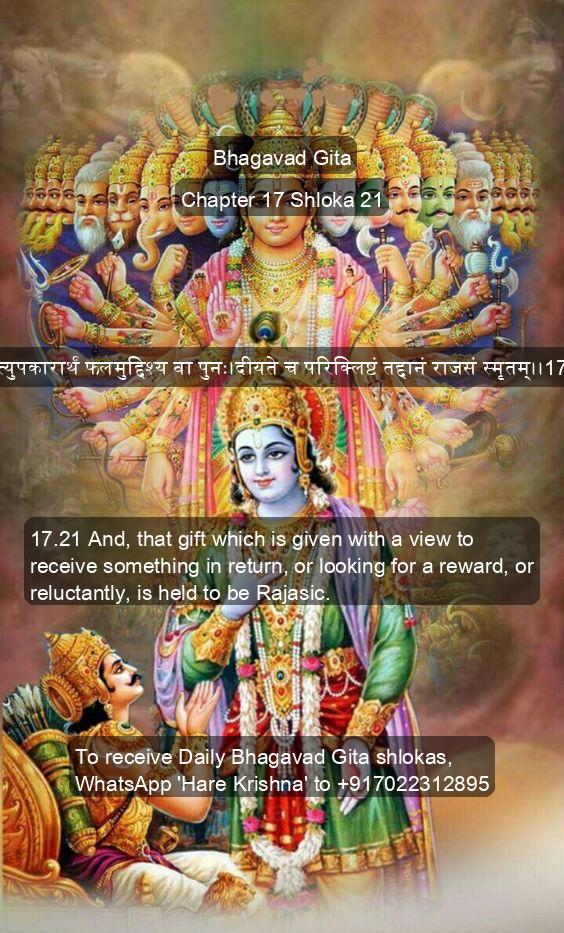 Bhagavad Gita
Chapter 17 Shloka 21
त्युपकारार्थं फलमुद्दिश्य वा पुनः।दीयते च परिक्लिष्टं तद्दानं राजसं स्मृतम्।।17
17.21 And, that gift which is given with a view to
receive something in return, or looking for a reward, or
reluctantly, is held to be Rajasic.
To receive Daily Bhagavad Gita shlokas,
WhatsApp 'Hare Krishna' to +917022312895